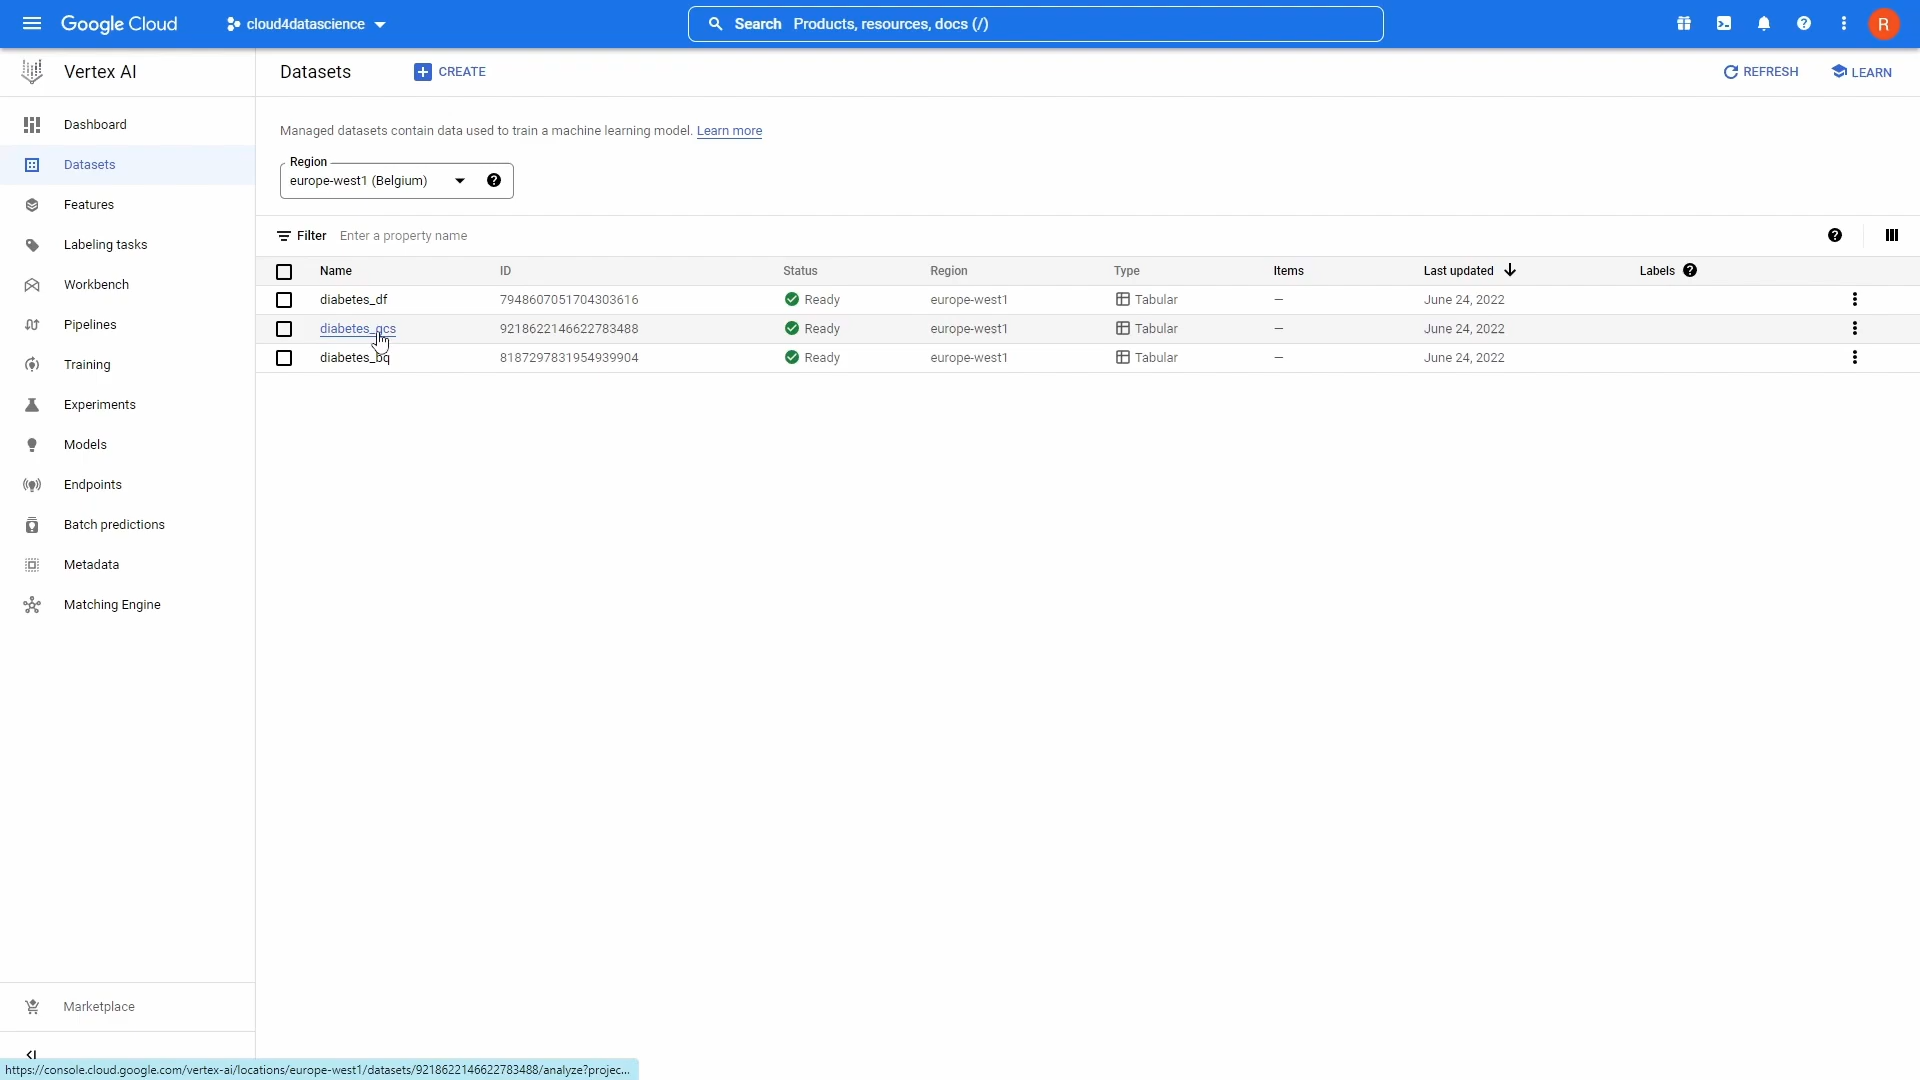 Google Cloud cloud4datascience Search Products, resources, docs (/) R
Vertex AI
Datasets CREATE REFRESH LEARN
Dashboard
Datasets
Features
Labeling tasks
Workbench
Pipelines
Training
Experiments
Models
Endpoints
Batch predictions
Metadata
Matching Engine
Marketplace
Managed datasets contain data used to train a machine learning model. Learn more
Region
europe-west1 (Belgium)
Filter Enter a property name
Name ID Status Region Type Items Last updated Labels
diabetes_df 7948607051704303616 Ready europe-west1 Tabular — June 24, 2022
diabetes_gcs 9218622146622783488 Ready europe-west1 Tabular — June 24, 2022
diabetes_bq 8187297831954939904 Ready europe-west1 Tabular — June 24, 2022
https://console.cloud.google.com/vertex-ai/locations/europe-west1/datasets/9218622146622783488/analyze?projec...